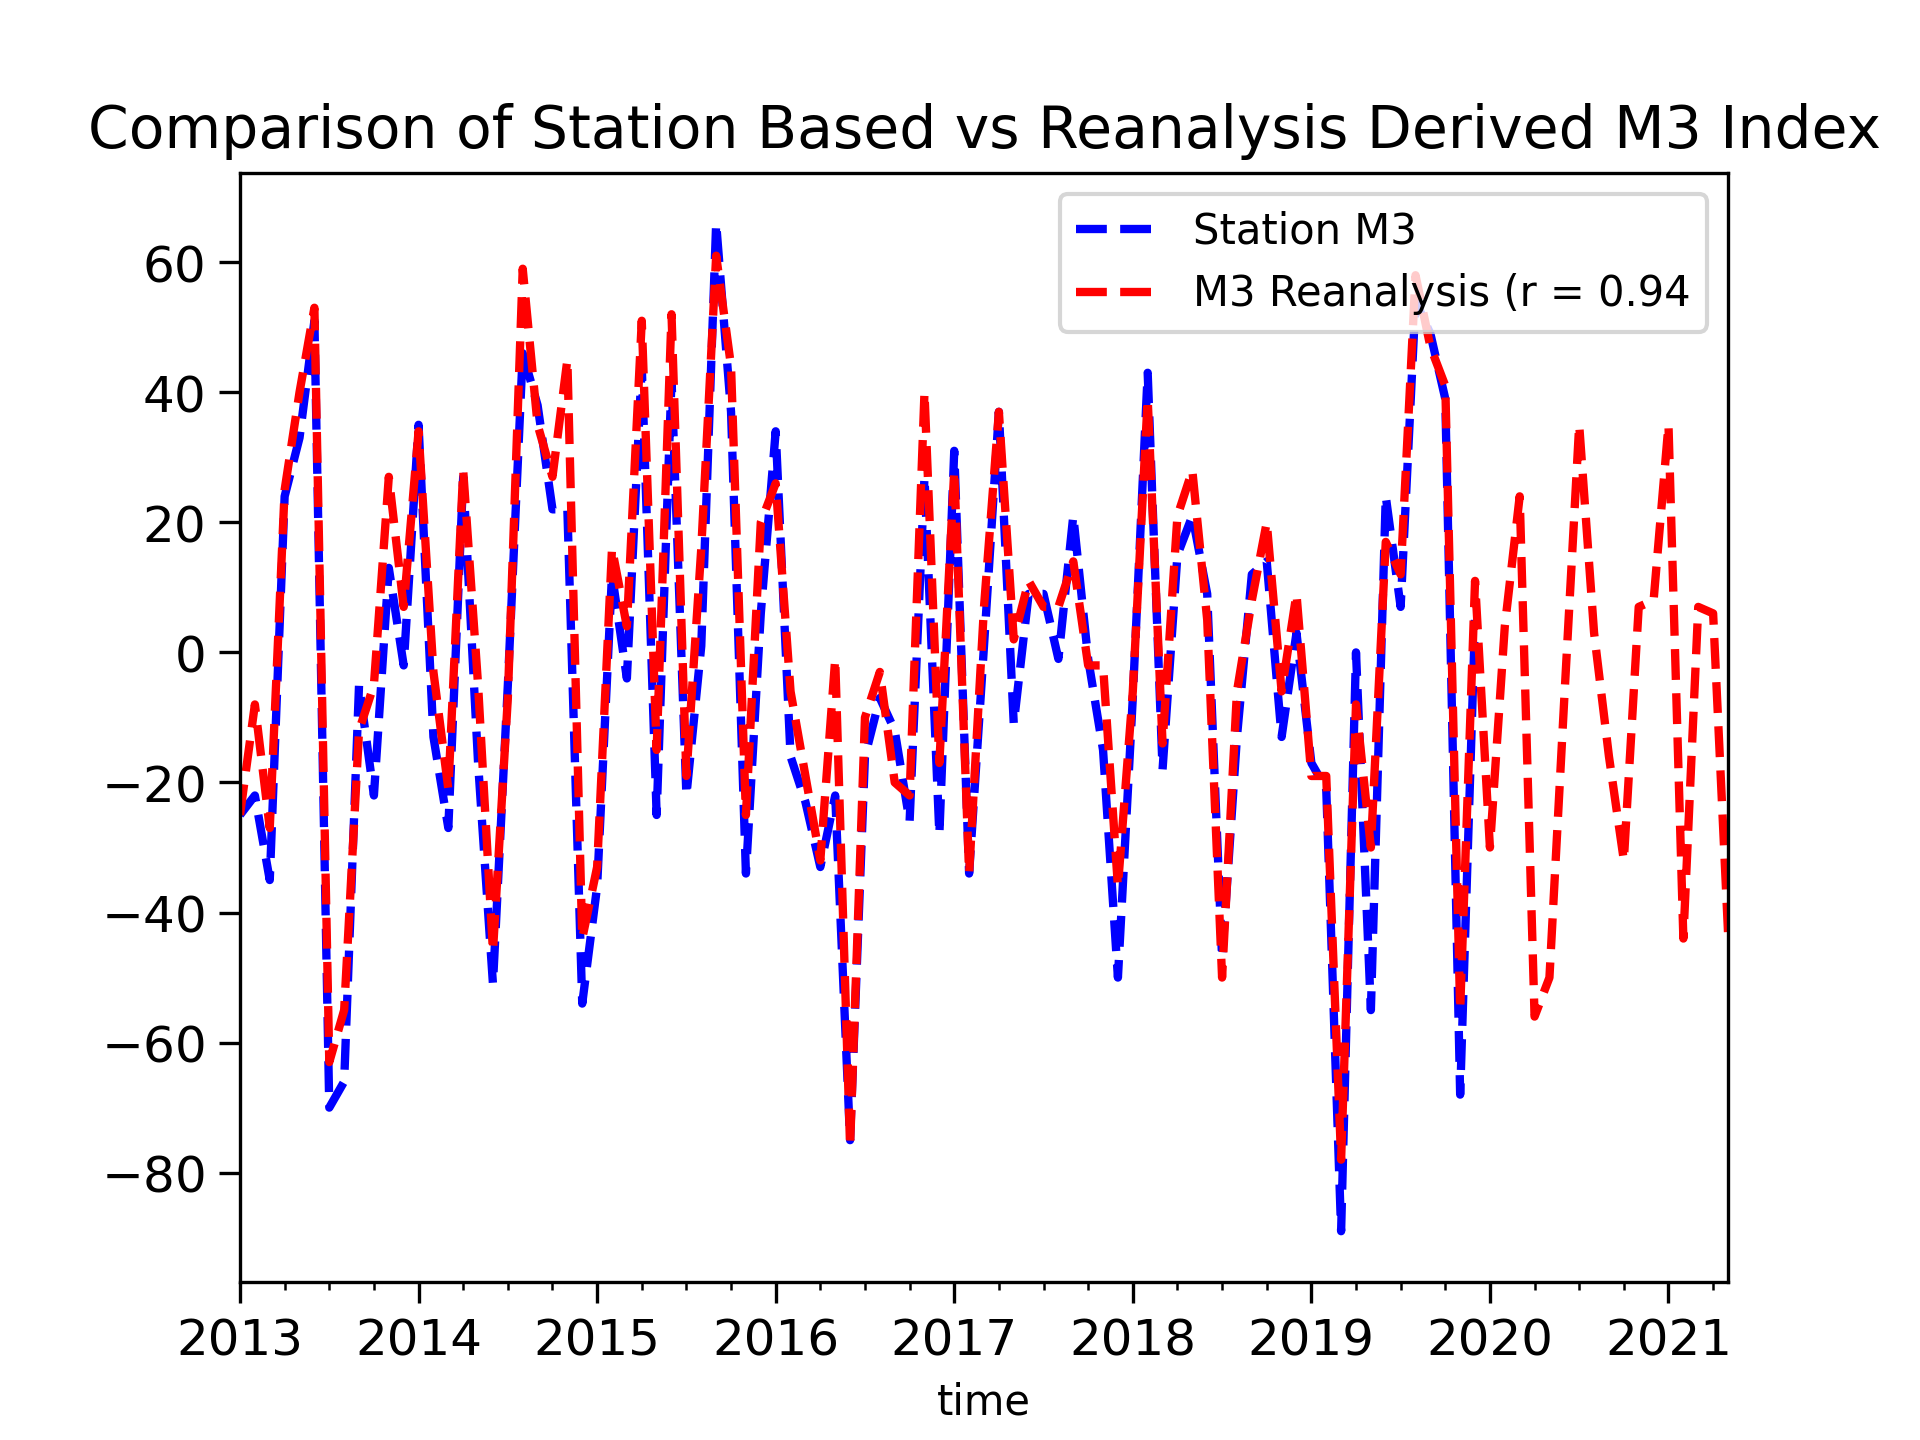 Comparison of Station Based vs Reanalysis Derived M3 Index
Station M3
M3 Reanalysis (r = 0.94
60
40
20
0
−20
−40
−60
−80
2013 2014 2015 2016 2017 2018 2019 2020 2021
time